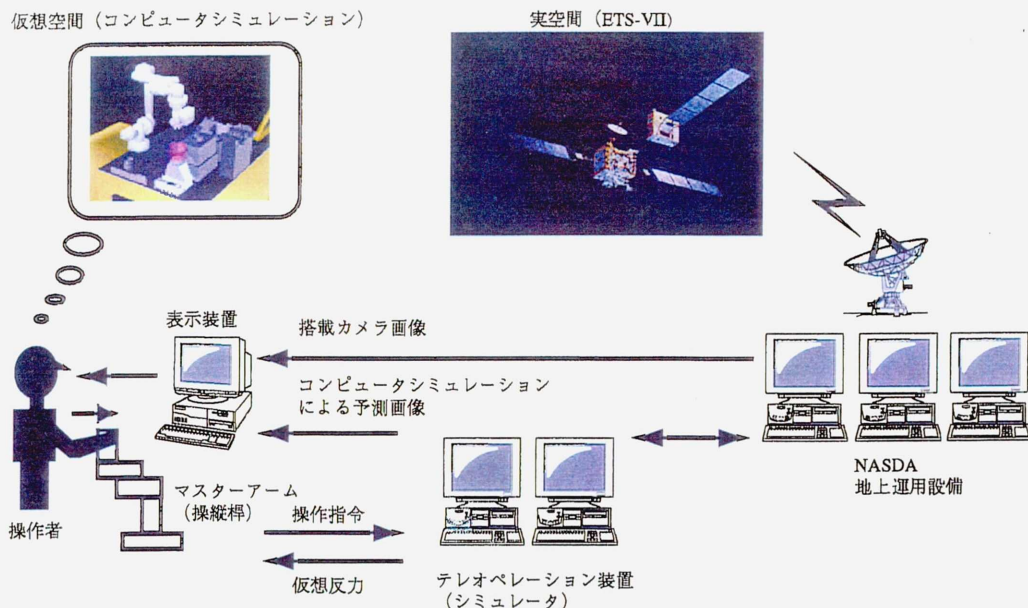 仮想空間（コンピュータシミュレーション）
実空間（ETS-VII）
表示装置
搭載カメラ画像
コンピュータシミュレーション
による予測画像
NASDA
地上運用設備
マスターアーム
（操縦桿）
操作者
操作指令
仮想反力
テレオペレーション装置
（シミュレータ）